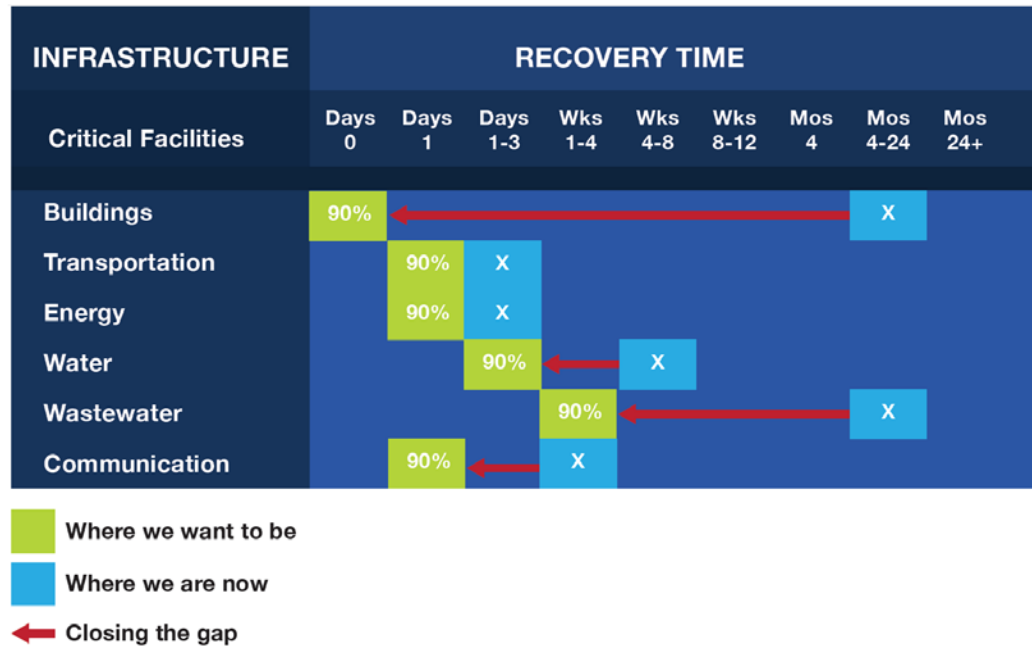 INFRASTRUCTURE RECOVERY TIME
Critical Facilities
Days 0
Days 1
Days 1-3
Wks 1-4
Wks 4-8
Wks 8-12
Mos 4
Mos 4-24
Mos 24+
Buildings 90% X
Transportation 90% X
Energy 90% X
Water 90% X
Wastewater 90% X
Communication 90% X
Where we want to be
Where we are now
Closing the gap